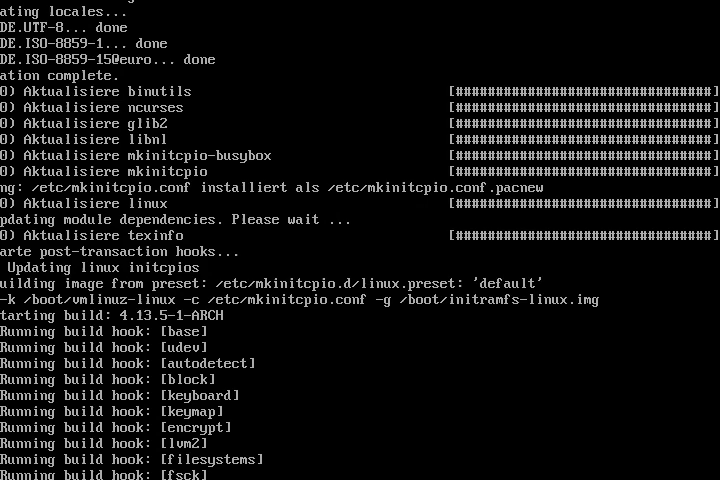 ating locales...
DE.UTF-8... done
DE.ISO-8859-1... done
DE.ISO-8859-15@euro... done
ation complete.
0) Aktualisiere binutils [################################]
0) Aktualisiere ncurses [################################]
0) Aktualisiere glib2 [################################]
0) Aktualisiere libnl [################################]
0) Aktualisiere mkinitcpio-busybox [################################]
0) Aktualisiere mkinitcpio [################################]
ng: /etc/mkinitcpio.conf installiert als /etc/mkinitcpio.conf.pacnew
0) Aktualisiere linux [################################]
pdating module dependencies. Please wait ...
0) Aktualisiere texinfo [################################]
arte post-transaction hooks...
Updating linux initcpios
uilding image from preset: /etc/mkinitcpio.d/linux.preset: 'default'
-k /boot/vmlinuz-linux -c /etc/mkinitcpio.conf -g /boot/initramfs-linux.img
tarting build: 4.13.5-1-ARCH
Running build hook: [base]
Running build hook: [udev]
Running build hook: [autodetect]
Running build hook: [block]
Running build hook: [keyboard]
Running build hook: [keymap]
Running build hook: [encrypt]
Running build hook: [lvm2]
Running build hook: [filesystems]
Running build hook: [fsck]